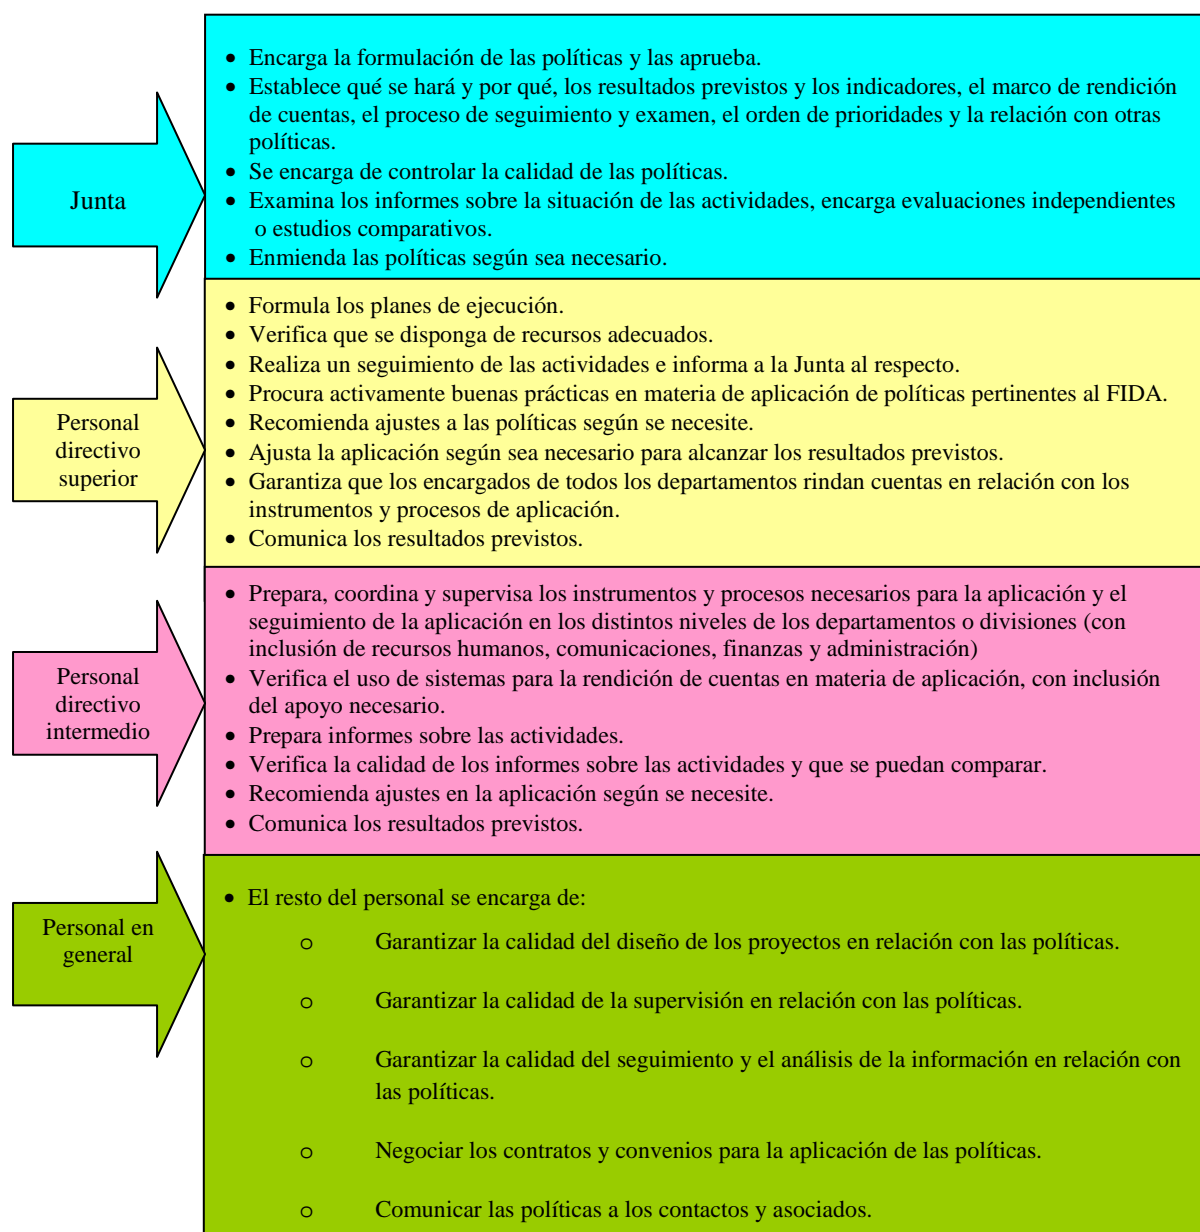 Junta
• Encarga la formulación de las políticas y las aprueba.
• Establece qué se hará y por qué, los resultados previstos y los indicadores, el marco de rendición
de cuentas, el proceso de seguimiento y examen, el orden de prioridades y la relación con otras
políticas.
• Se encarga de controlar la calidad de las políticas.
• Examina los informes sobre la situación de las actividades, encarga evaluaciones independientes
o estudios comparativos.
• Enmienda las políticas según sea necesario.
Personal
directivo
superior
• Formula los planes de ejecución.
• Verifica que se disponga de recursos adecuados.
• Realiza un seguimiento de las actividades e informa a la Junta al respecto.
• Procura activamente buenas prácticas en materia de aplicación de políticas pertinentes al FIDA.
• Recomienda ajustes a las políticas según se necesite.
• Ajusta la aplicación según sea necesario para alcanzar los resultados previstos.
• Garantiza que los encargados de todos los departamentos rindan cuentas en relación con los
instrumentos y procesos de aplicación.
• Comunica los resultados previstos.
Personal
directivo
intermedio
• Prepara, coordina y supervisa los instrumentos y procesos necesarios para la aplicación y el
seguimiento de la aplicación en los distintos niveles de los departamentos o divisiones (con
inclusión de recursos humanos, comunicaciones, finanzas y administración)
• Verifica el uso de sistemas para la rendición de cuentas en materia de aplicación, con inclusión
del apoyo necesario.
• Prepara informes sobre las actividades.
• Verifica la calidad de los informes sobre las actividades y que se puedan comparar.
• Recomienda ajustes en la aplicación según se necesite.
• Comunica los resultados previstos.
Personal en
general
• El resto del personal se encarga de:
o Garantizar la calidad del diseño de los proyectos en relación con las políticas.
o Garantizar la calidad de la supervisión en relación con las políticas.
o Garantizar la calidad del seguimiento y el análisis de la información en relación con
las políticas.
o Negociar los contratos y convenios para la aplicación de las políticas.
o Comunicar las políticas a los contactos y asociados.